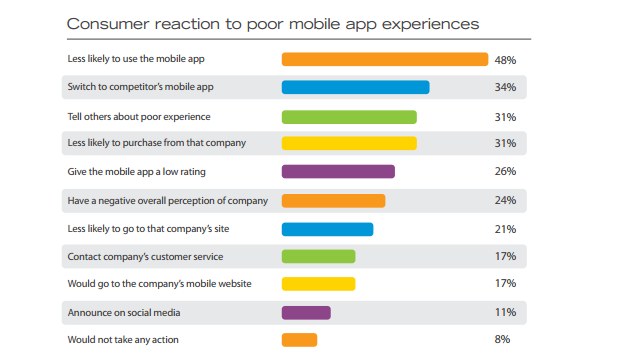 Consumer reaction to poor mobile app experiences
Less likely to use the mobile app 48%
Switch to competitor's mobile app 34%
Tell others about poor experience 31%
Less likely to purchase from that company 31%
Give the mobile app a low rating 26%
Have a negative overall perception of company 24%
Less likely to go to that company's site 21%
Contact company's customer service 17%
Would go to the company's mobile website 17%
Announce on social media 11%
Would not take any action 8%